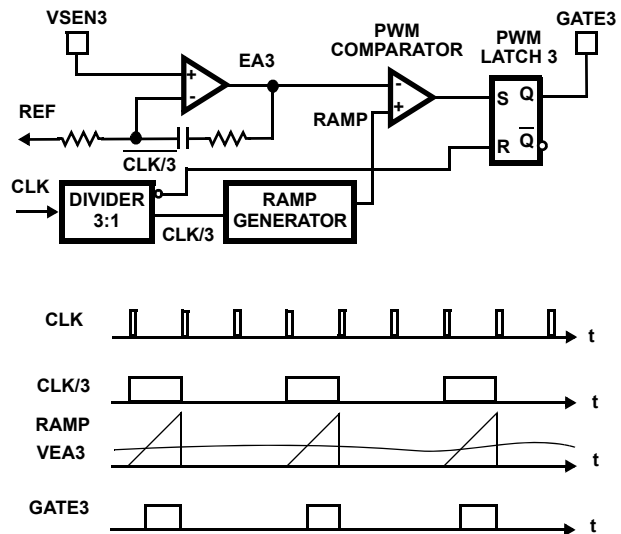 VSEN3
GATE3
PWM
COMPARATOR
PWM
LATCH 3
EA3
+
-
-
+
S Q
R Q̅
REF
RAMP
C̅L̅K̅/̅3̅
CLK
DIVIDER
3:1
RAMP
GENERATOR
CLK/3
CLK
t
CLK/3
t
RAMP
VEA3
t
GATE3
t